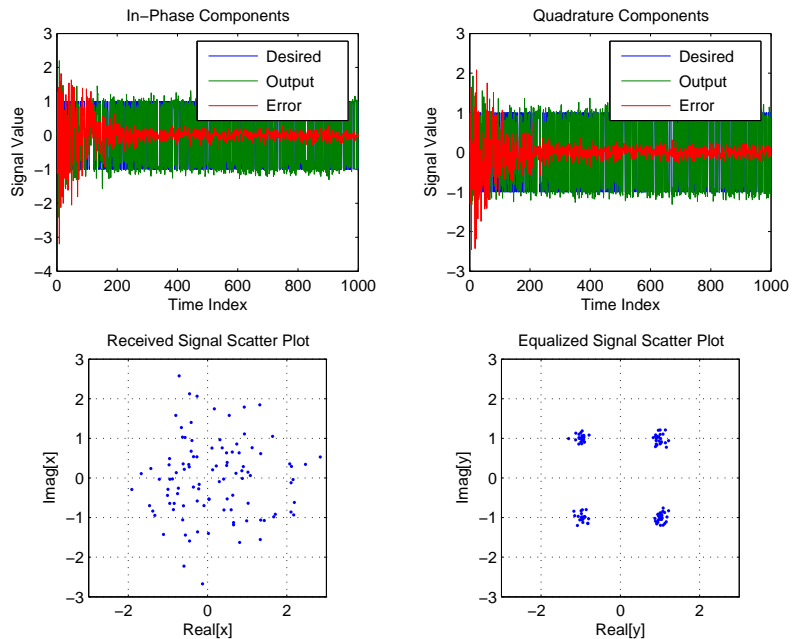 In−Phase Components
Signal Value
3
2
1
0
−1
−2
−3
−4
0 200 400 600 800 1000
Time Index
Desired
Output
Error
Quadrature Components
Signal Value
3
2
1
0
−1
−2
−3
0 200 400 600 800 1000
Time Index
Desired
Output
Error
Received Signal Scatter Plot
Imag[x]
3
2
1
0
−1
−2
−3
−2 0 2
Real[x]
Equalized Signal Scatter Plot
Imag[y]
3
2
1
0
−1
−2
−3
−2 0 2
Real[y]